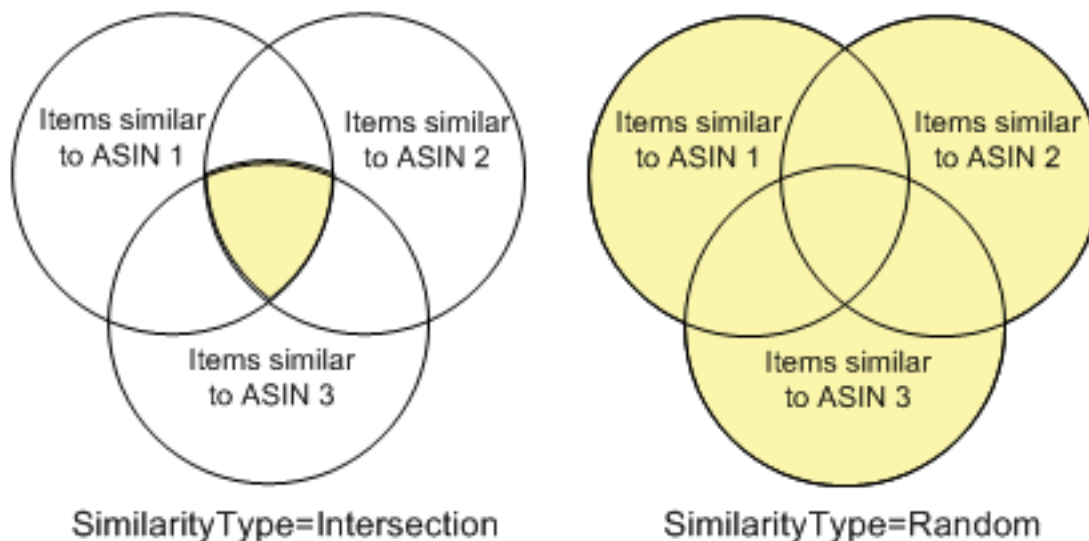 Items similar
to ASIN 1
Items similar
to ASIN 2
Items similar
to ASIN 3
SimilarityType=Intersection
Items similar
to ASIN 1
Items similar
to ASIN 2
Items similar
to ASIN 3
SimilarityType=Random